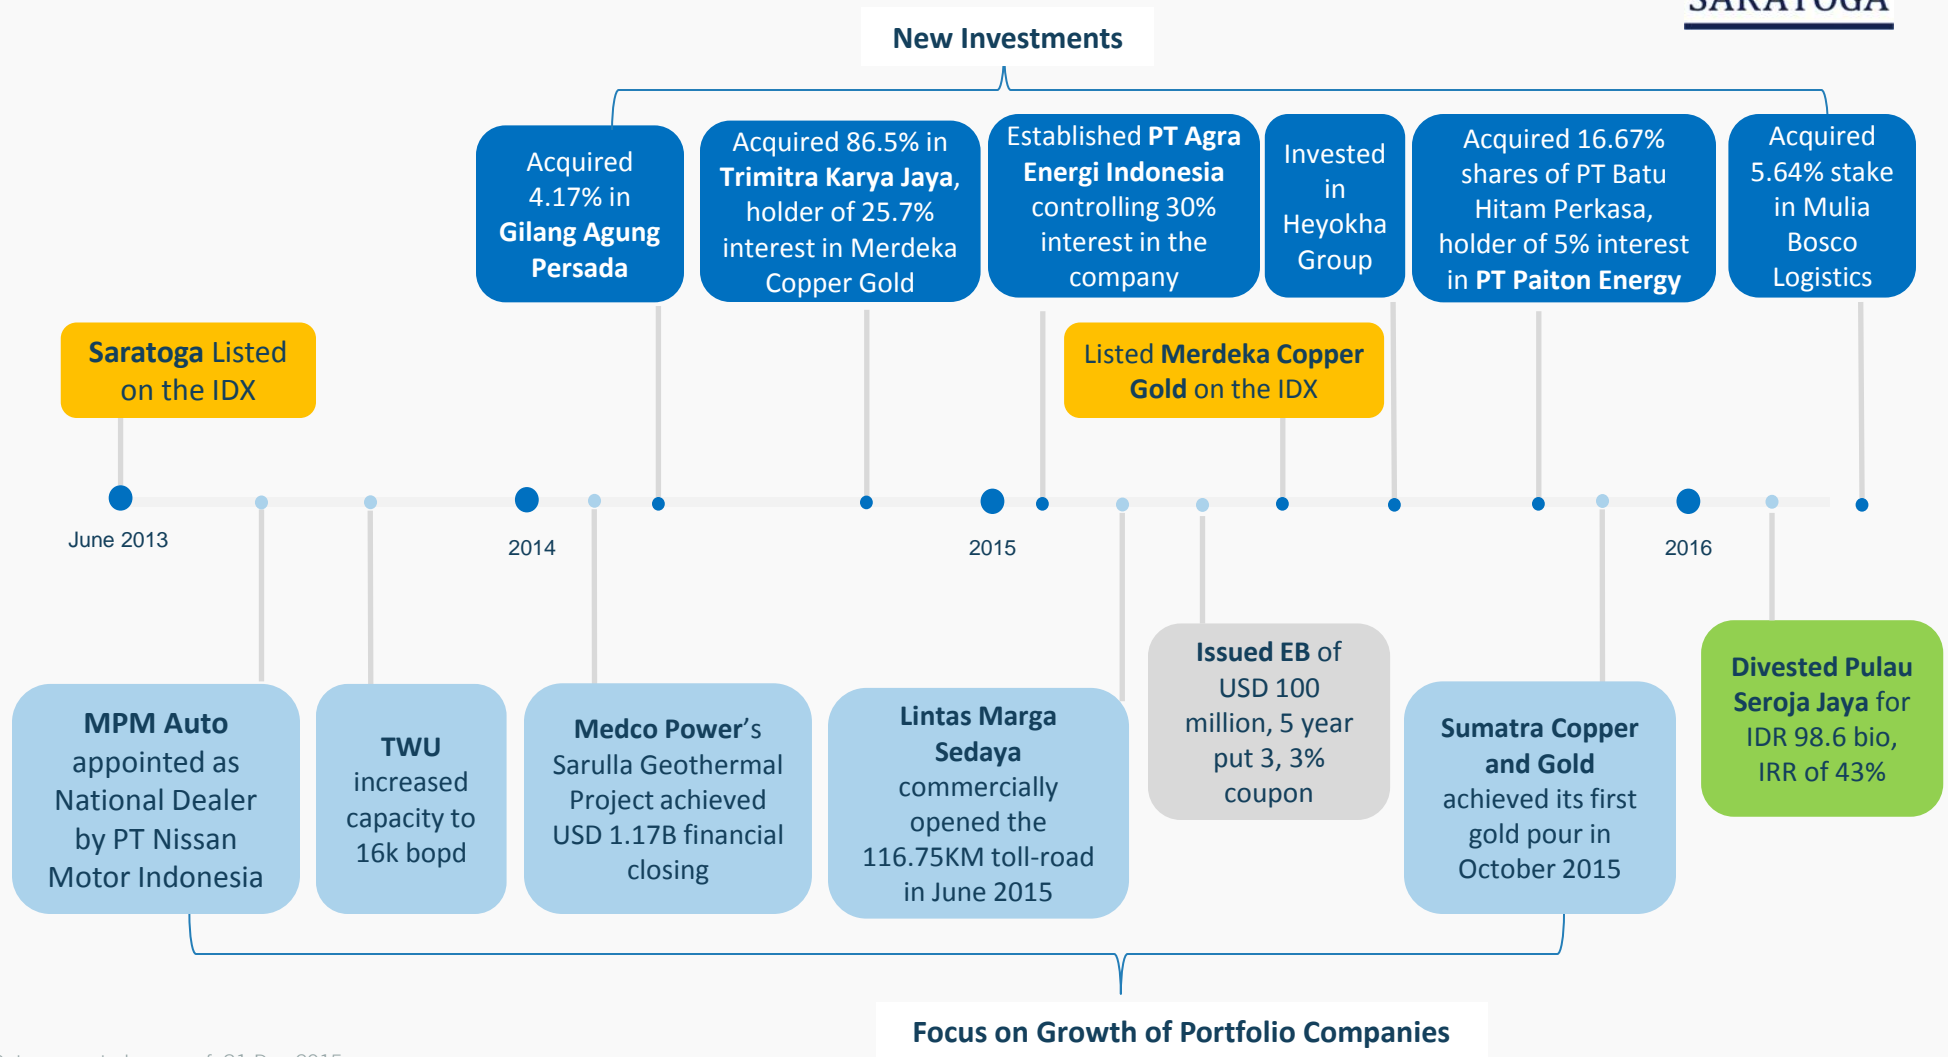 SARATOGA
New Investments
Acquired
4.17% in
Gilang Agung
Persada
Acquired 86.5% in
Trimitra Karya Jaya,
holder of 25.7%
interest in Merdeka
Copper Gold
Established PT Agra
Energi Indonesia
controlling 30%
interest in the
company
Invested
in
Heyokha
Group
Acquired 16.67%
shares of PT Batu
Hitam Perkasa,
holder of 5% interest
in PT Paiton Energy
Acquired
5.64% stake
in Mulia
Bosco
Logistics
Saratoga Listed
on the IDX
Listed Merdeka Copper
Gold on the IDX
June 2013
2014
2015
2016
MPM Auto
appointed as
National Dealer
by PT Nissan
Motor Indonesia
TWU
increased
capacity to
16k bopd
Medco Power's
Sarulla Geothermal
Project achieved
USD 1.17B financial
closing
Lintas Marga
Sedaya
commercially
opened the
116.75KM toll-road
in June 2015
Issued EB of
USD 100
million, 5 year
put 3, 3%
coupon
Sumatra Copper
and Gold
achieved its first
gold pour in
October 2015
Divested Pulau
Seroja Jaya for
IDR 98.6 bio,
IRR of 43%
Focus on Growth of Portfolio Companies